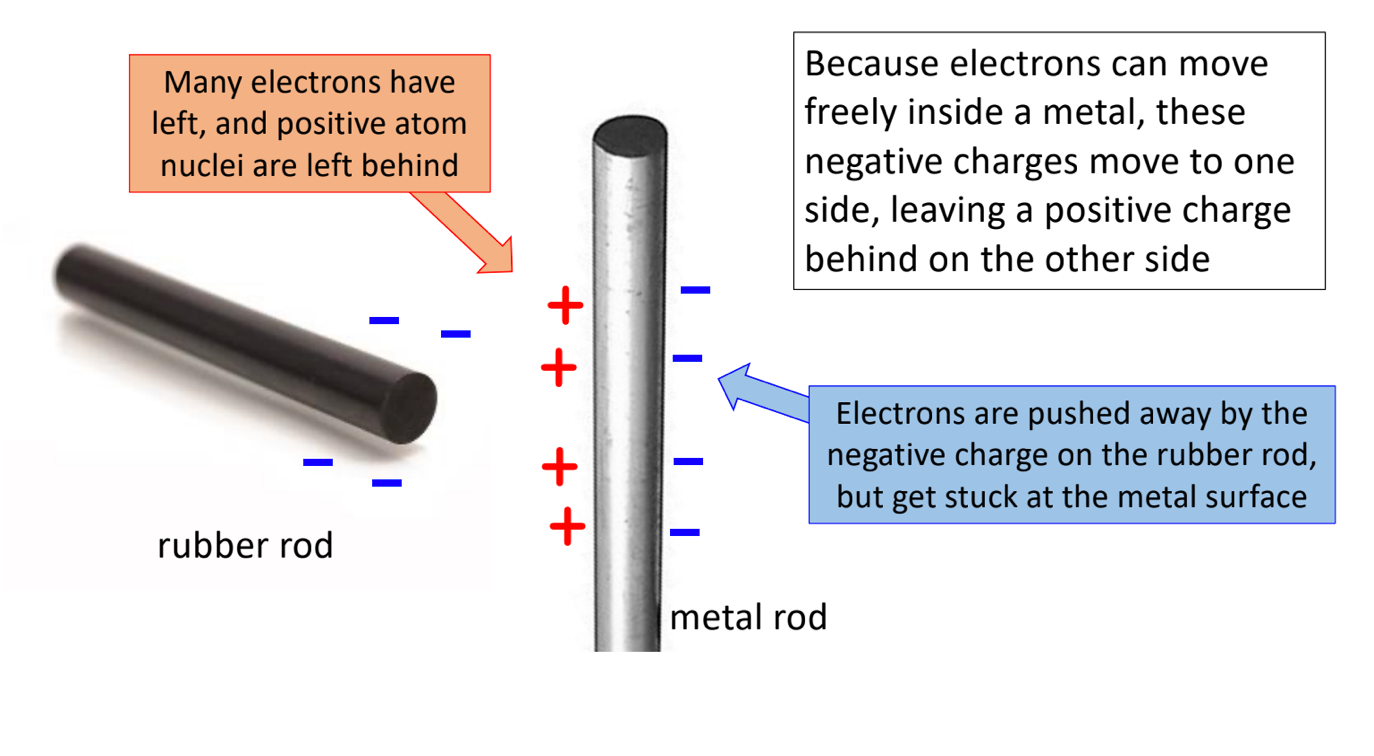 Many electrons have
left, and positive atom
nuclei are left behind
Because electrons can move
freely inside a metal, these
negative charges move to one
side, leaving a positive charge
behind on the other side
Electrons are pushed away by the
negative charge on the rubber rod,
but get stuck at the metal surface
rubber rod
metal rod